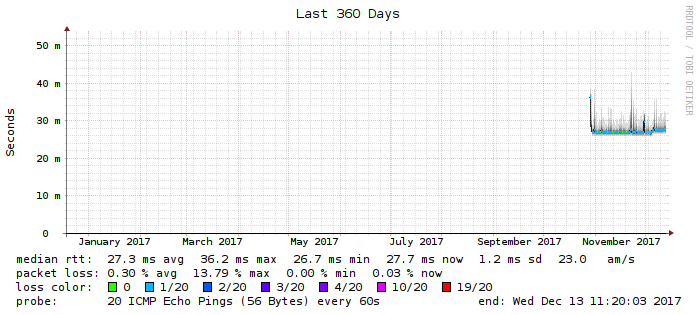 Last 360 Days
RRDTOOL / TOBI OETIKER
Seconds
50 m
40 m
30 m
20 m
10 m
0
January 2017 March 2017 May 2017 July 2017 September 2017 November 2017
median rtt: 27.3 ms avg 36.2 ms max 26.7 ms min 27.7 ms now 1.2 ms sd 23.0 am/s
packet loss: 0.30 % avg 13.79 % max 0.00 % min 0.03 % now
loss color: 0 1/20 2/20 3/20 4/20 10/20 19/20
probe: 20 ICMP Echo Pings (56 Bytes) every 60s end: Wed Dec 13 11:20:03 2017